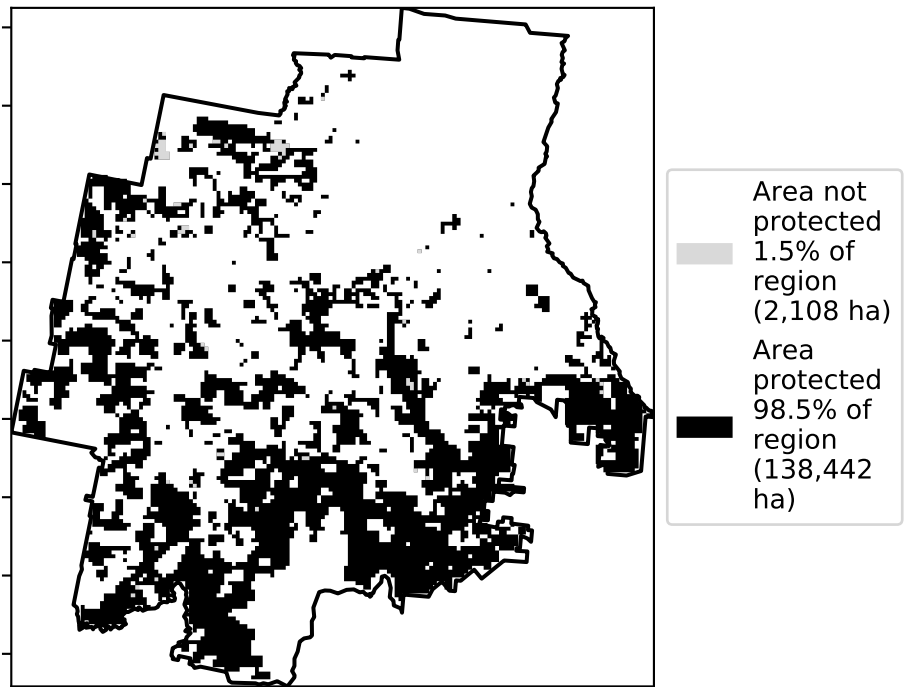 Area not
protected
1.5% of
region
(2,108 ha)
Area
protected
98.5% of
region
(138,442
ha)